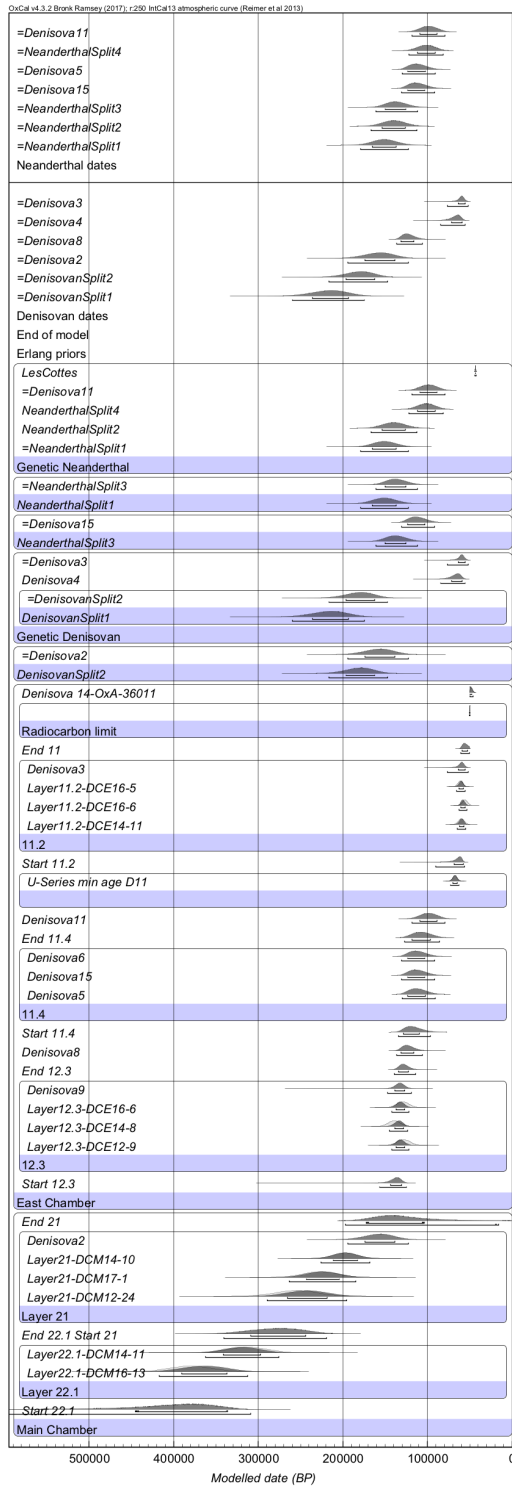 OxCal v4.3.2 Bronk Ramsey (2017); r:250 IntCal13 atmospheric curve (Reimer et al 2013)
=Denisova11
=NeanderthalSplit4
=Denisova5
=Denisova15
=NeanderthalSplit3
=NeanderthalSplit2
=NeanderthalSplit1
Neanderthal dates
=Denisova3
=Denisova4
=Denisova8
=Denisova2
=DenisovanSplit2
=DenisovanSplit1
Denisovan dates
End of model
Erlang priors
LesCottes
=Denisova11
NeanderthalSplit4
NeanderthalSplit2
=NeanderthalSplit1
Genetic Neanderthal
=NeanderthalSplit3
NeanderthalSplit1
=Denisova15
NeanderthalSplit3
=Denisova3
Denisova4
=DenisovanSplit2
DenisovanSplit1
Genetic Denisovan
=Denisova2
DenisovanSplit2
Denisova 14-OxA-36011
Radiocarbon limit
End 11
Denisova3
Layer11.2-DCE16-5
Layer11.2-DCE16-6
Layer11.2-DCE14-11
11.2
Start 11.2
U-Series min age D11
Denisova11
End 11.4
Denisova6
Denisova15
Denisova5
11.4
Start 11.4
Denisova8
End 12.3
Denisova9
Layer12.3-DCE16-6
Layer12.3-DCE14-8
Layer12.3-DCE12-9
12.3
Start 12.3
East Chamber
End 21
Denisova2
Layer21-DCM14-10
Layer21-DCM17-1
Layer21-DCM12-24
Layer 21
End 22.1 Start 21
Layer22.1-DCM14-11
Layer22.1-DCM16-13
Layer 22.1
Start 22.1
Main Chamber
500000 400000 300000 200000 100000 0
Modelled date (BP)